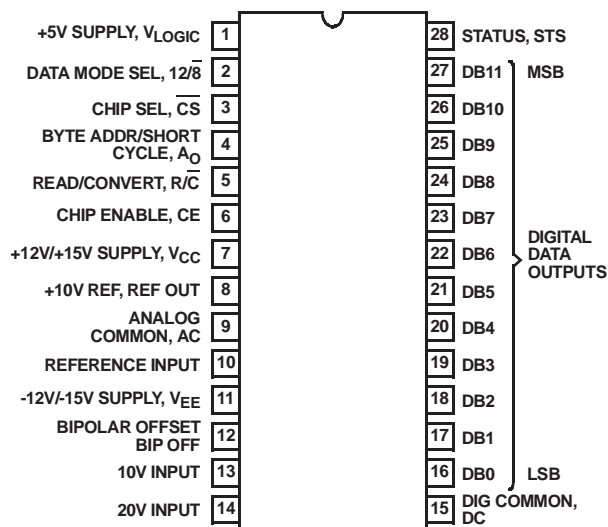 +5V SUPPLY, VLOGIC 1
DATA MODE SEL, 12/8̅ 2
CHIP SEL, C̅S̅ 3
BYTE ADDR/SHORT
CYCLE, AO 4
READ/CONVERT, R/C̅ 5
CHIP ENABLE, CE 6
+12V/+15V SUPPLY, VCC 7
+10V REF, REF OUT 8
ANALOG
COMMON, AC 9
REFERENCE INPUT 10
-12V/-15V SUPPLY, VEE 11
BIPOLAR OFFSET
BIP OFF 12
10V INPUT 13
20V INPUT 14
28 STATUS, STS
27 DB11 MSB
26 DB10
25 DB9
24 DB8
23 DB7
22 DB6
21 DB5
20 DB4
19 DB3
18 DB2
17 DB1
16 DB0 LSB
15 DIG COMMON,
DC
DIGITAL
DATA
OUTPUTS